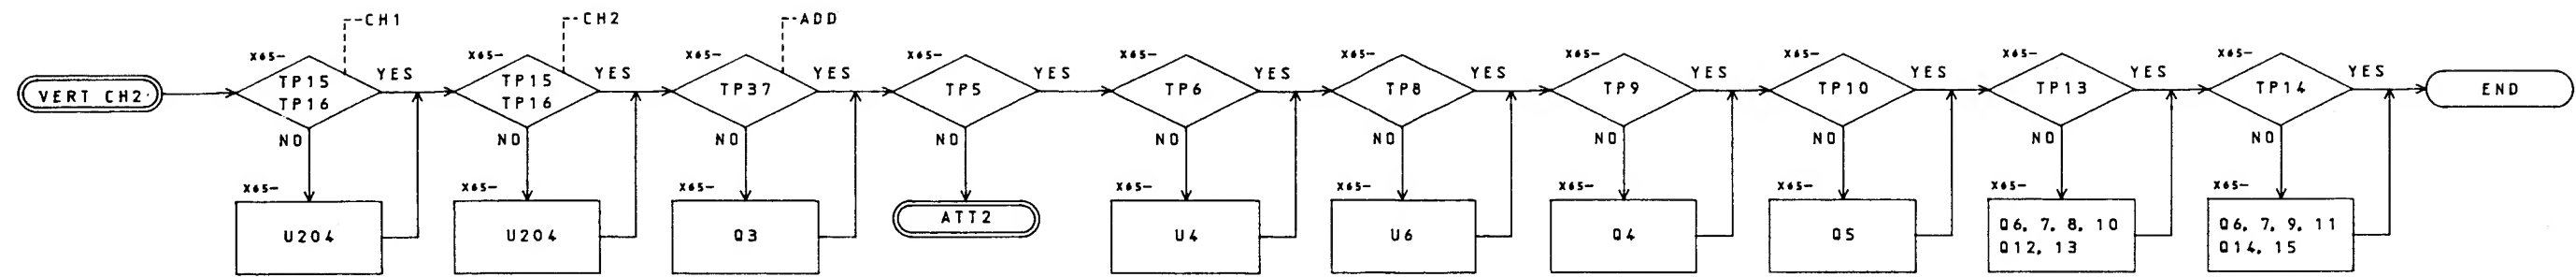 CH1
CH2
ADD
X65-
X65-
X65-
X65-
X65-
X65-
X65-
X65-
X65-
X65-
VERT CH2
TP15
TP16
YES
TP15
TP16
YES
TP37
YES
TP5
YES
TP6
YES
TP8
YES
TP9
YES
TP10
YES
TP13
YES
TP14
YES
END
NO
NO
NO
NO
NO
NO
NO
NO
NO
NO
X65-
X65-
X65-
X65-
X65-
X65-
X65-
X65-
X65-
X65-
U204
U204
Q3
ATT2
U4
U6
Q4
Q5
Q6, 7, 8, 10
Q12, 13
Q6, 7, 9, 11
Q14, 15